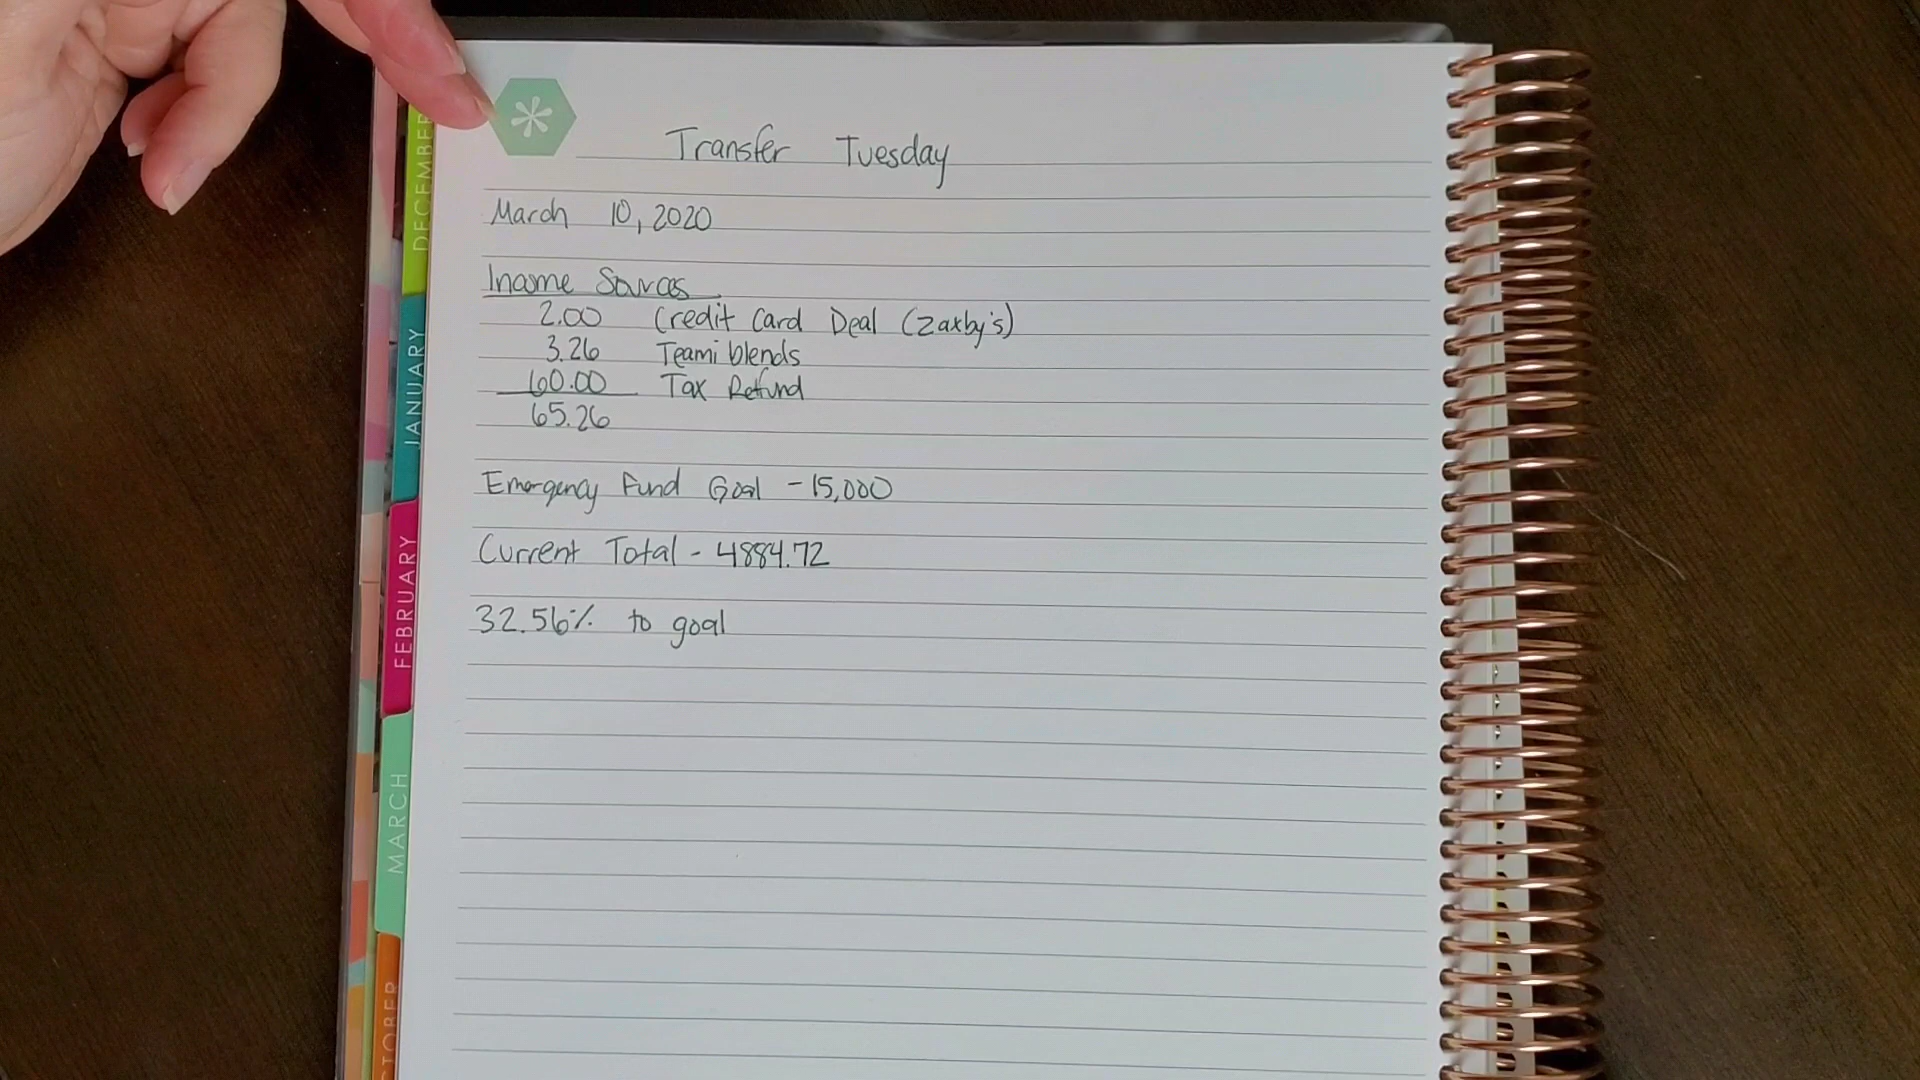 Transfer Tuesday
March 10, 2020
Income Sources
2.00 Credit Card Deal (Zaxby's)
3.26 Teami blends
60.00 Tax Refund
65.26
Emergency Fund Goal - 15,000
Current Total - 4884.72
32.56% to goal
DECEMBER
JANUARY
FEBRUARY
MARCH